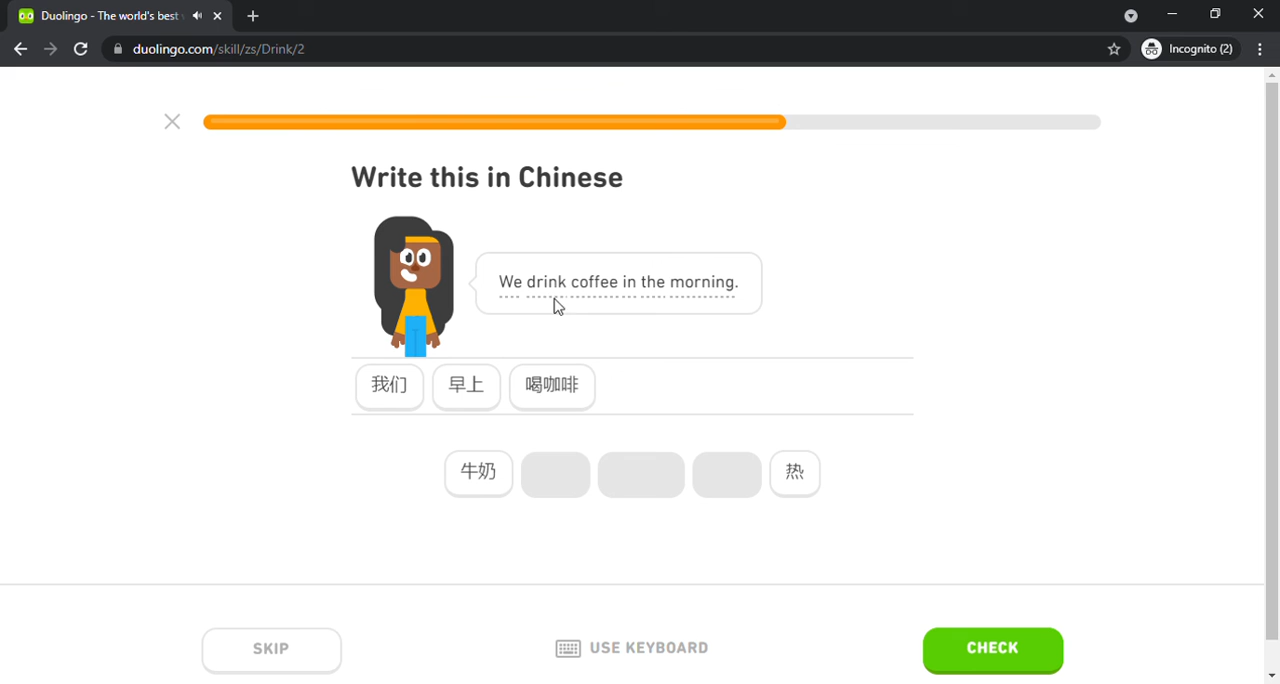 Duolingo - The world's best
duolingo.com/skill/zs/Drink/2
Incognito (2)
Write this in Chinese
We drink coffee in the morning.
我们 早上 喝咖啡
牛奶 热
SKIP
USE KEYBOARD
CHECK